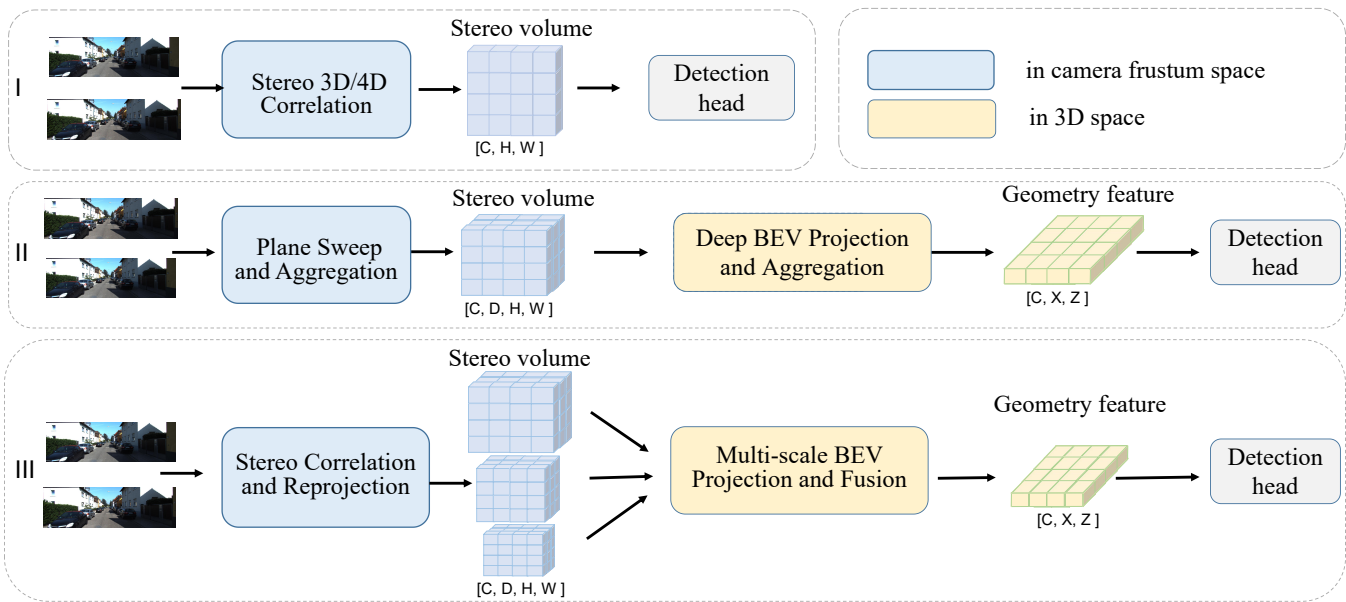 I
Stereo 3D/4D
Correlation
Stereo volume
[C, H, W ]
Detection
head
in camera frustum space
in 3D space
II
Plane Sweep
and Aggregation
Stereo volume
[C, D, H, W ]
Deep BEV Projection
and Aggregation
Geometry feature
[C, X, Z ]
Detection
head
III
Stereo Correlation
and Reprojection
Stereo volume
[C, D, H, W ]
Multi-scale BEV
Projection and Fusion
Geometry feature
[C, X, Z ]
Detection
head